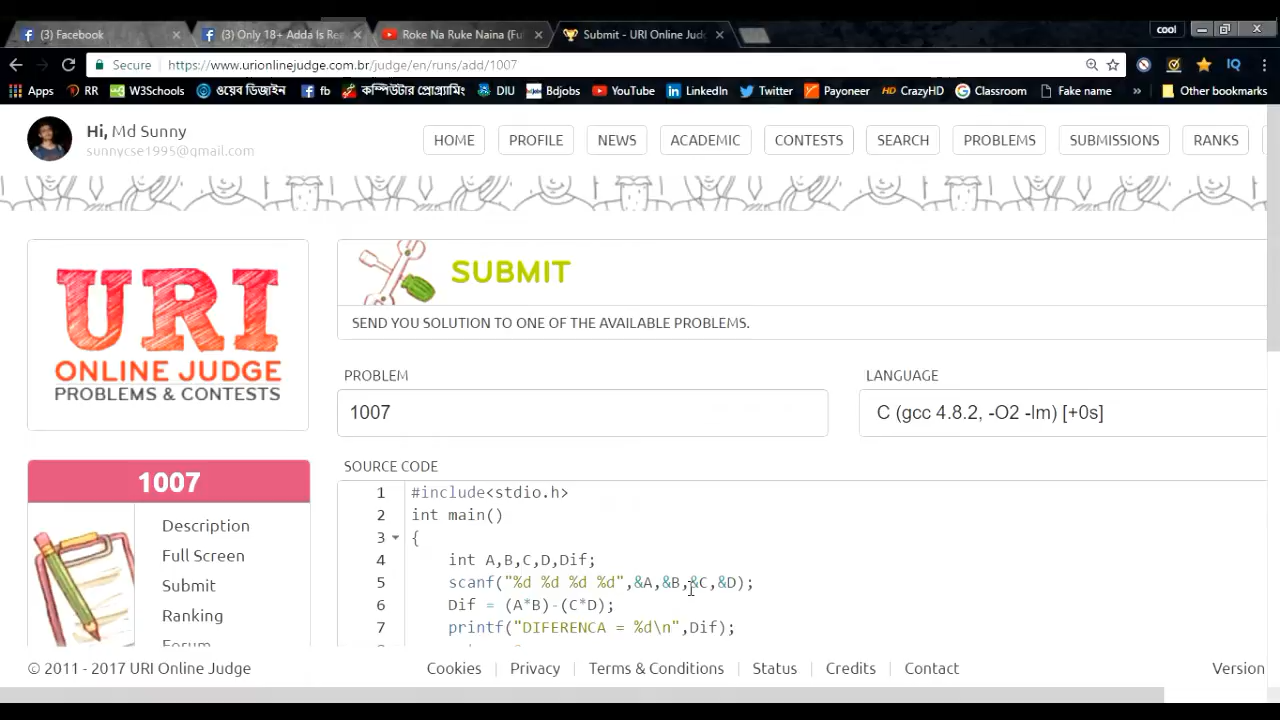 (3) Facebook
(3) Only 18+ Adda Is Re
Roke Na Ruke Naina (Fu
Submit - URI Online Jud
cool
Secure
https://www.urionlinejudge.com.br/judge/en/runs/add/1007
Apps
RR
W3Schools
ওয়েব ডিজাইন
fb
কম্পিউটার প্রোগ্রামিং
DIU
Bdjobs
YouTube
LinkedIn
Twitter
Payoneer
HD CrazyHD
Classroom
Fake name
»
Other bookmarks
Hi, Md Sunny
sunnycse1995@gmail.com
HOME
PROFILE
NEWS
ACADEMIC
CONTESTS
SEARCH
PROBLEMS
SUBMISSIONS
RANKS
URI
ONLINE JUDGE
PROBLEMS & CONTESTS
SUBMIT
SEND YOU SOLUTION TO ONE OF THE AVAILABLE PROBLEMS.
PROBLEM
LANGUAGE
1007
C (gcc 4.8.2, -O2 -lm) [+0s]
SOURCE CODE
1007
Description
Full Screen
Submit
Ranking
Forum
1 #include<stdio.h>
2 int main()
3 {
4 int A,B,C,D,Dif;
5 scanf("%d %d %d %d",&A,&B,&C,&D);
6 Dif = (A*B)-(C*D);
7 printf("DIFERENCA = %d\n",Dif);
© 2011 - 2017 URI Online Judge
Cookies
Privacy
Terms & Conditions
Status
Credits
Contact
Version